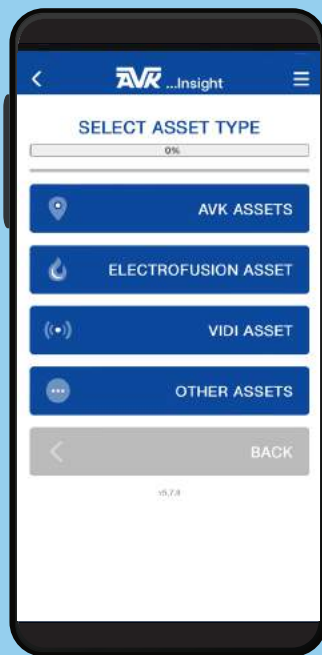 AVK ...Insight
SELECT ASSET TYPE
0%
AVK ASSETS
ELECTROFUSION ASSET
VIDI ASSET
OTHER ASSETS
BACK